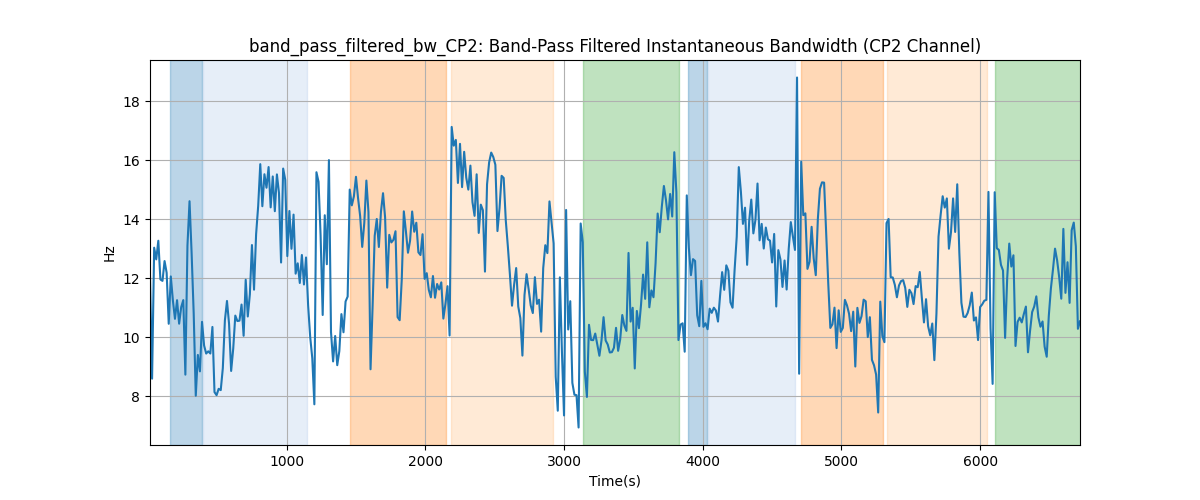 band_pass_filtered_bw_CP2: Band-Pass Filtered Instantaneous Bandwidth (CP2 Channel)
18
16
14
12
10
8
Hz
1000 2000 3000 4000 5000 6000
Time(s)